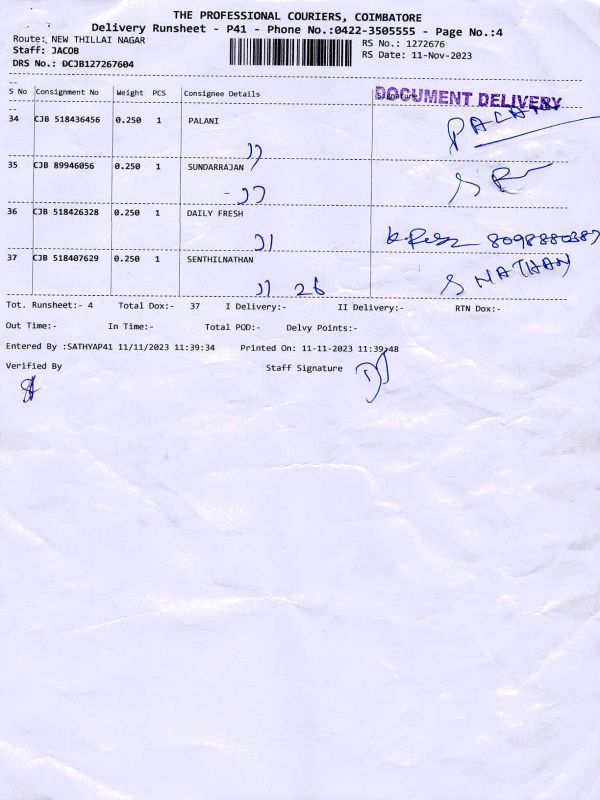 THE PROFESSIONAL COURIERS, COIMBATORE
Delivery Runsheet - P41 - Phone No.:0422-3505555 - Page No.:4
Route: NEW THILLAI NAGAR
RS No.: 1272676
Staff: JACOB
RS Date: 11-Nov-2023
DRS No.: DCJB127267604
S No Consignment No Weight PCS Consignee Details Signature
DOCUMENT DELIVERY
34 CJB 518436456 0.250 1 PALANI
35 CJB 89946056 0.250 1 SUNDARRAJAN
36 CJB 518426328 0.250 1 DAILY FRESH
8098880387
37 CJB 518407629 0.250 1 SENTHILNATHAN S NATHAN
26
Tot. Runsheet:- 4 Total Dox:- 37 I Delivery:- II Delivery:- RTN Dox:-
Out Time:- In Time:- Total POD:- Delvy Points:-
Entered By :SATHYAP41 11/11/2023 11:39:34 Printed On: 11-11-2023 11:39:48
Verified By Staff Signature